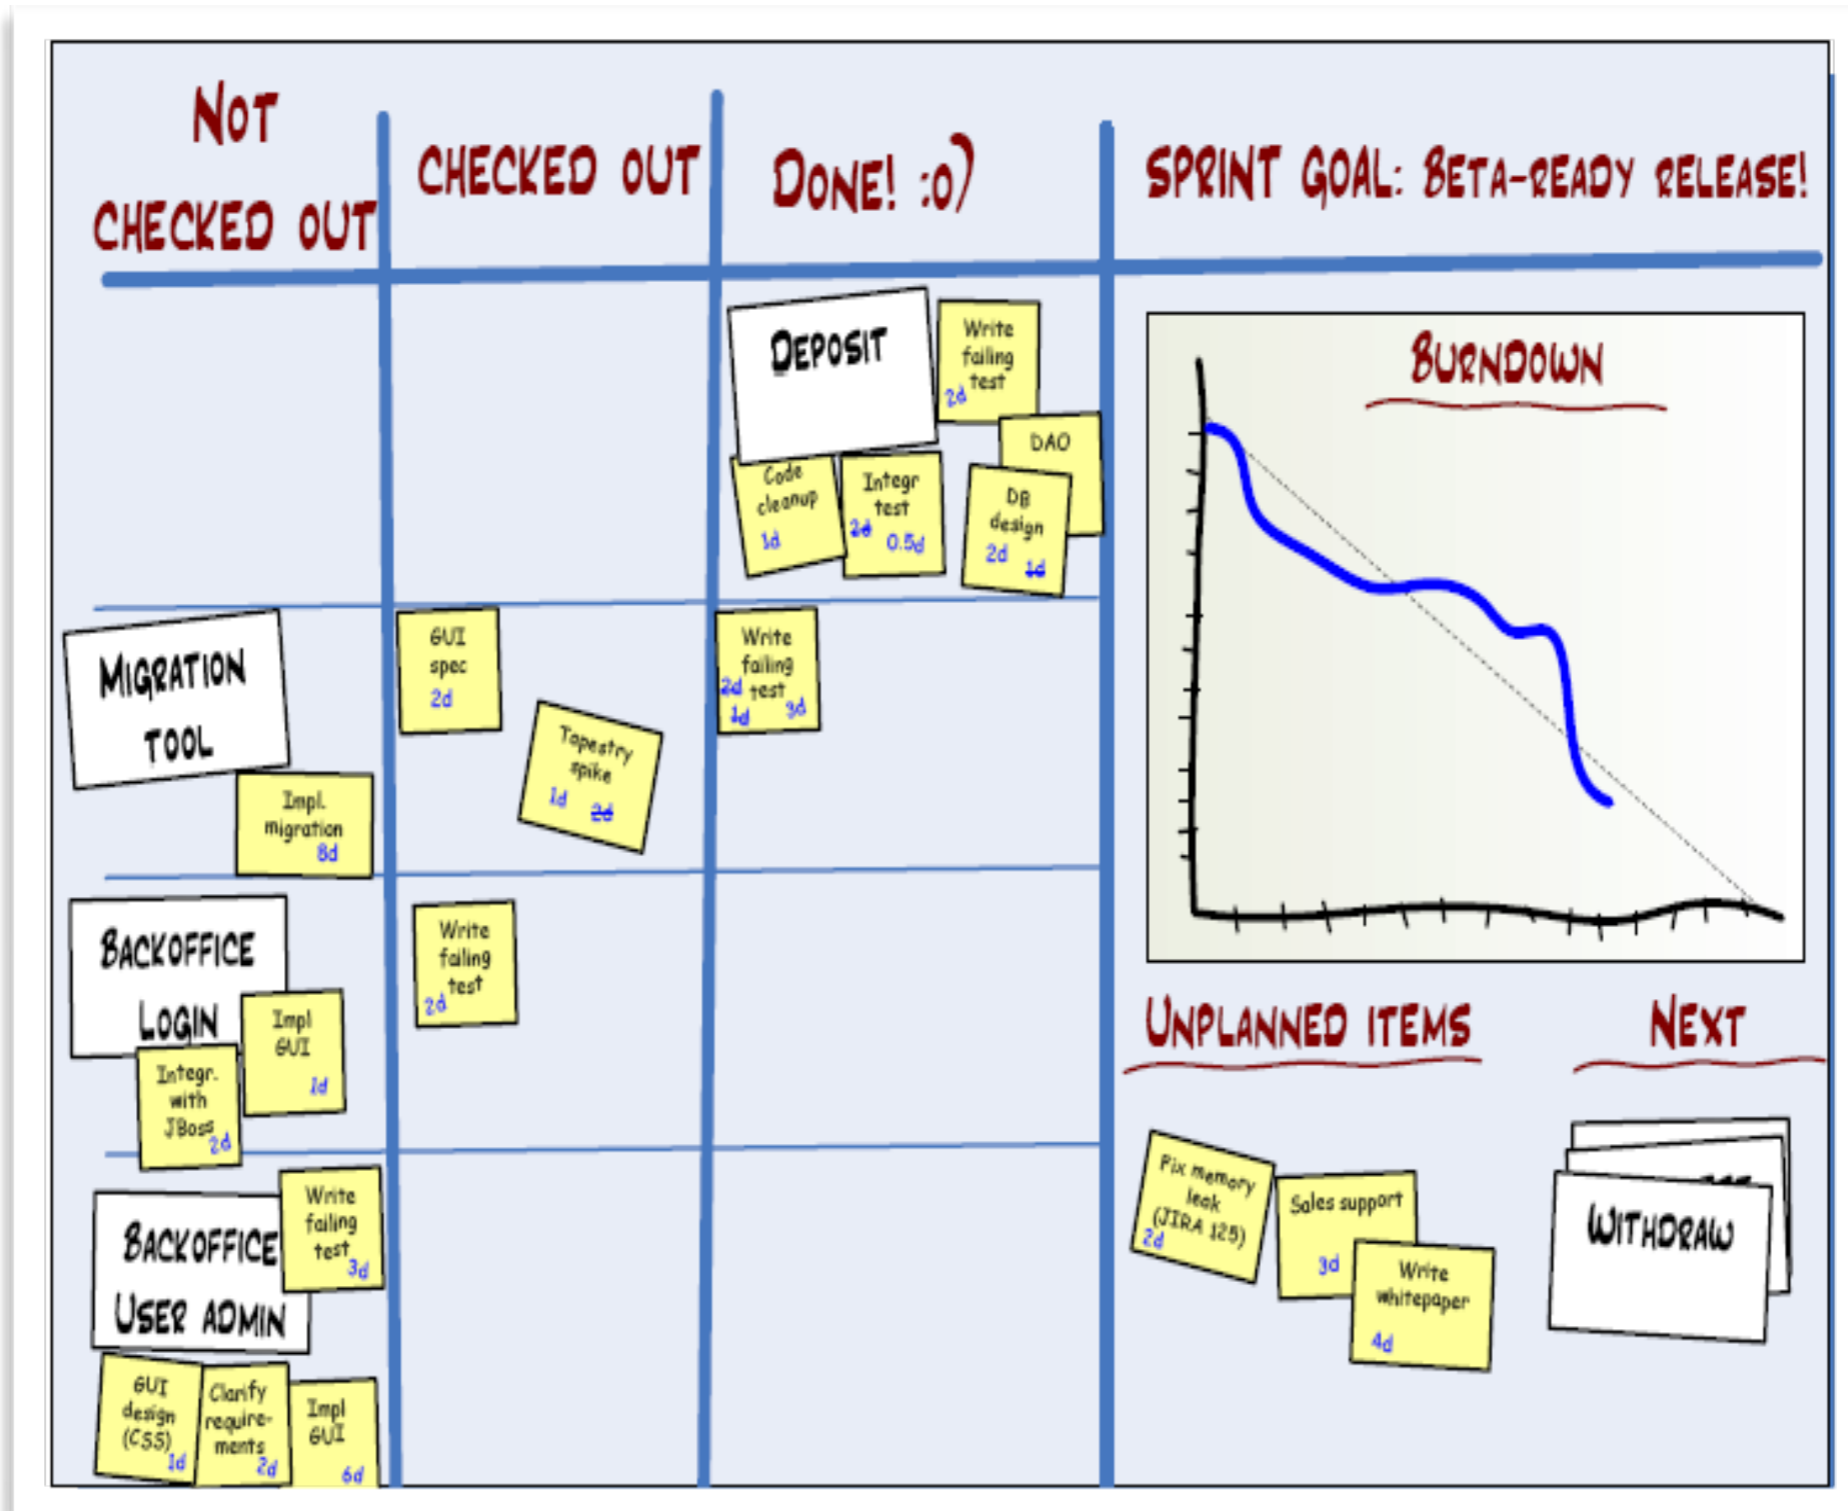 NOT
CHECKED OUT
CHECKED OUT
DONE! :o)
SPRINT GOAL: BETA-READY RELEASE!
DEPOSIT
Write
failing
test
2d
DAO
Code
cleanup
1d
Integr
test
2d
0.5d
DB
design
2d
1d
MIGRATION
TOOL
Impl.
migration
8d
GUI
spec
2d
Tapestry
spike
1d
2d
Write
failing
test
2d
1d
3d
BACKOFFICE
LOGIN
Impl
GUI
1d
Integr.
with
JBoss
2d
Write
failing
test
2d
BACKOFFICE
USER ADMIN
Write
failing
test
3d
GUI
design
(CSS)
1d
Clarify
require-
ments
2d
Impl
GUI
6d
BURNDOWN
UNPLANNED ITEMS
Fix memory
leak
(JIRA 125)
2d
Sales support
3d
Write
whitepaper
4d
NEXT
WITHDRAW